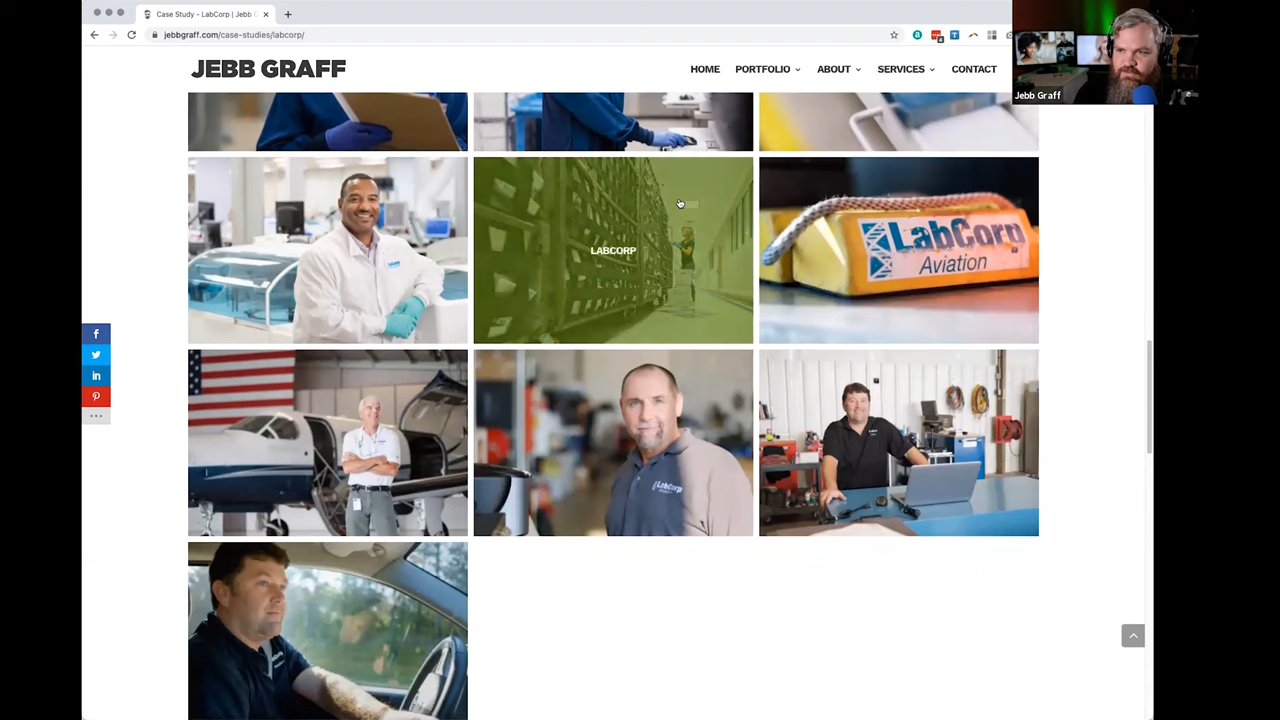 Case Study - LabCorp | Jebb G
jebbgraff.com/case-studies/labcorp/
JEBB GRAFF
HOME
PORTFOLIO
ABOUT
SERVICES
CONTACT
Jebb Graff
LABCORP
LabCorp
Aviation
LabCorp